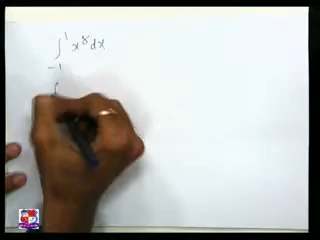 ∫₋₁¹ x⁸ dx
∫